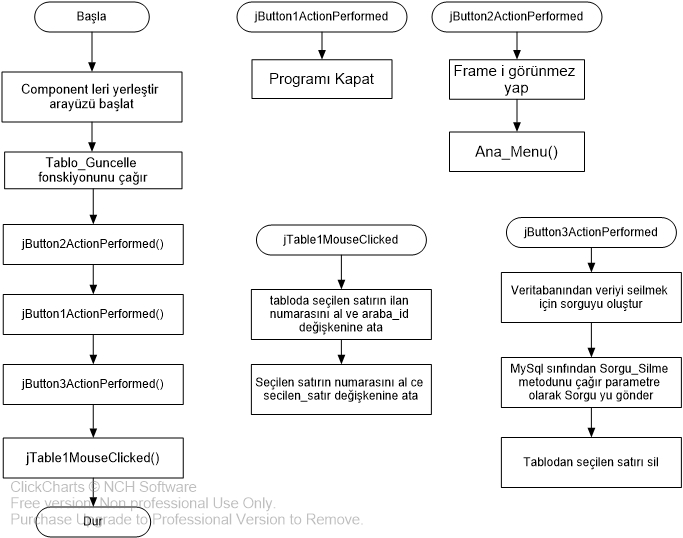 Başla
Component leri yerleştir
arayüzü başlat
Tablo_Guncelle
fonskiyonunu çağır
jButton2ActionPerformed()
jButton1ActionPerformed()
jButton3ActionPerformed()
jTable1MouseClicked()
Dur
jButton1ActionPerformed
Programı Kapat
jButton2ActionPerformed
Frame i görünmez
yap
Ana_Menu()
jTable1MouseClicked
tabloda seçilen satırın ilan
numarasını al ve araba_id
değişkenine ata
Seçilen satırın numarasını al ce
secilen_satır değişkenine ata
jButton3ActionPerformed
Veritabanından veriyi seilmek
için sorguyu oluştur
MySql sınfından Sorgu_Silme
metodunu çağır parametre
olarak Sorgu yu gönder
Tablodan seçilen satırı sil
ClickCharts © NCH Software
Free version. Non professional Use Only.
Purchase Upgrade to Professional Version to Remove.